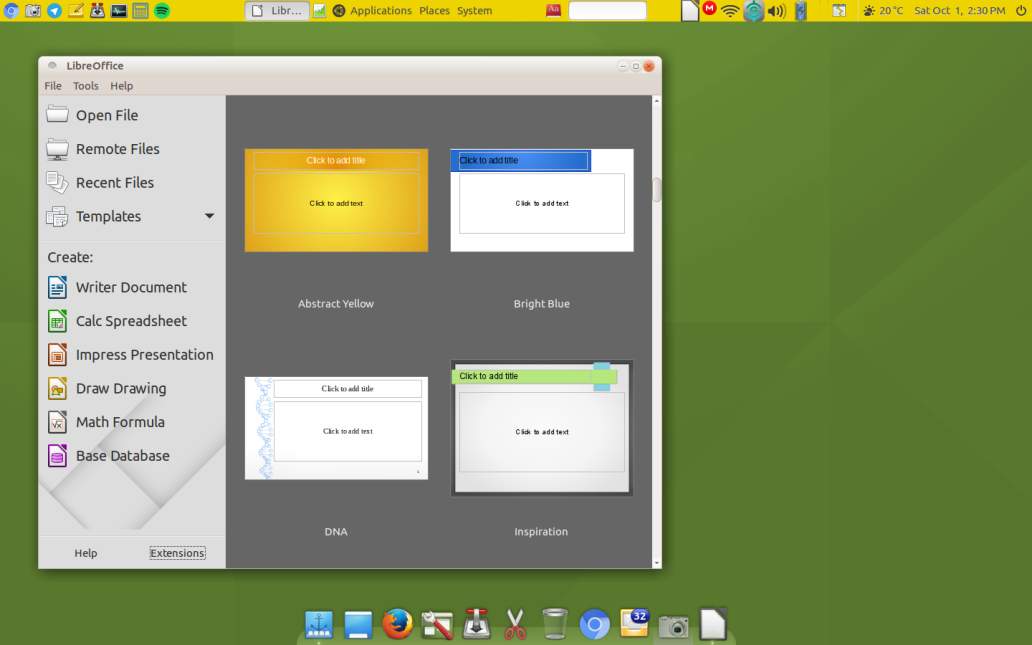 Libr...
Applications Places System
Aa
M
20 °C Sat Oct 1, 2:30 PM
LibreOffice
File Tools Help
Open File
Remote Files
Recent Files
Templates
Create:
Writer Document
Calc Spreadsheet
Impress Presentation
Draw Drawing
Math Formula
Base Database
Help Extensions
Click to add title
Click to add text
Abstract Yellow
Click to add title
Click to add text
Bright Blue
Click to add title
Click to add text
DNA
Click to add title
Click to add text
Inspiration
32